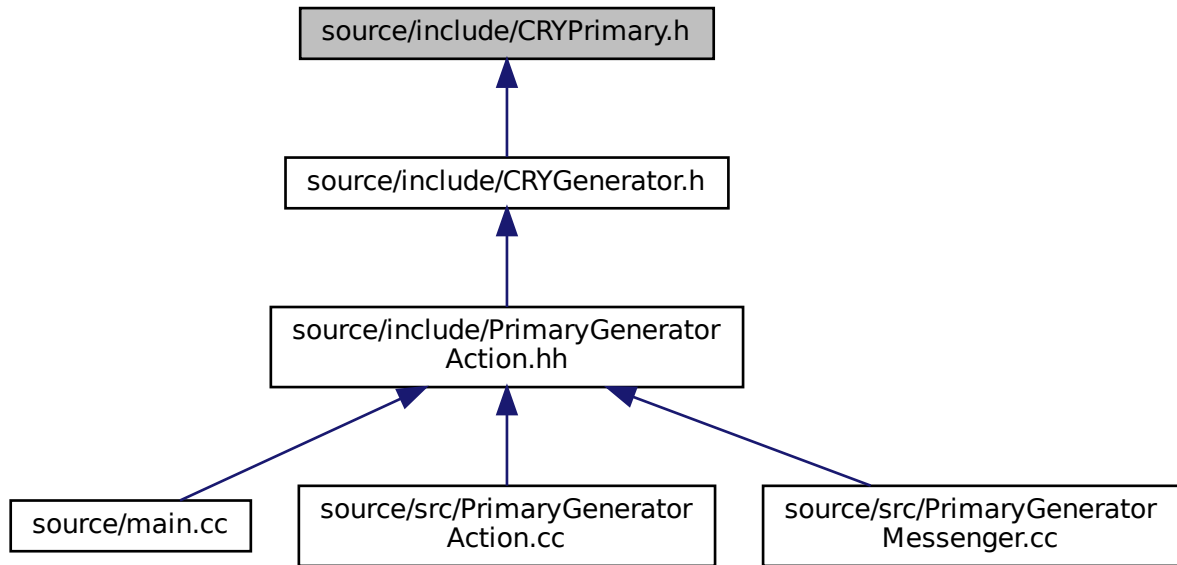 source/include/CRYPrimary.h
source/include/CRYGenerator.h
source/include/PrimaryGenerator
Action.hh
source/main.cc
source/src/PrimaryGenerator
Action.cc
source/src/PrimaryGenerator
Messenger.cc